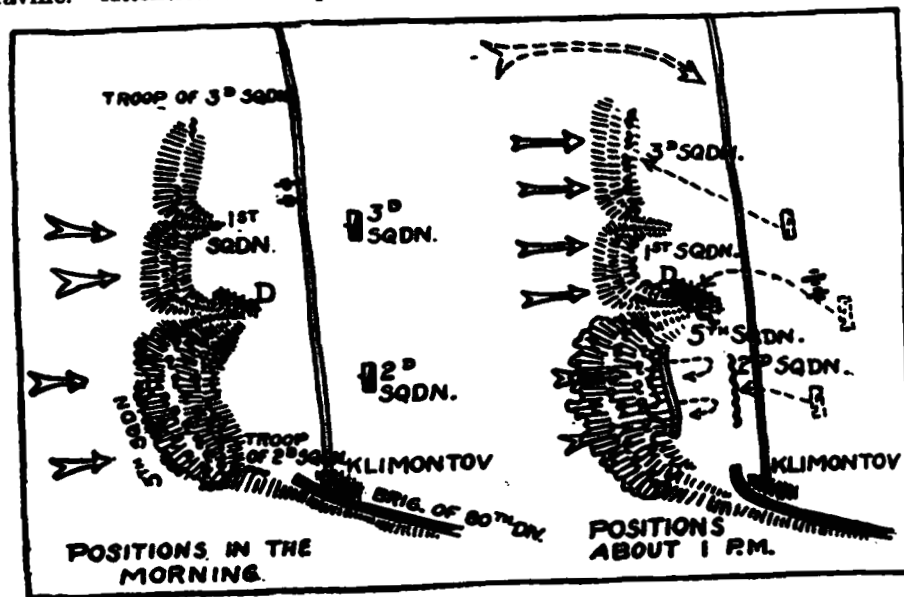 TROOP OF 3D SQDN
1ST
SQDN.
3D
SQDN.
D
2D
SQDN.
5TH SQDN
TROOP
OF 2D SQDN.
KLIMONTOV
BRIG. OF 80TH DN.
POSITIONS IN THE
MORNING.
3D SQDN.
1ST SQDN.
D
5TH SQDN.
2D SQDN.
KLIMONTOV
POSITIONS
ABOUT 1 P.M.